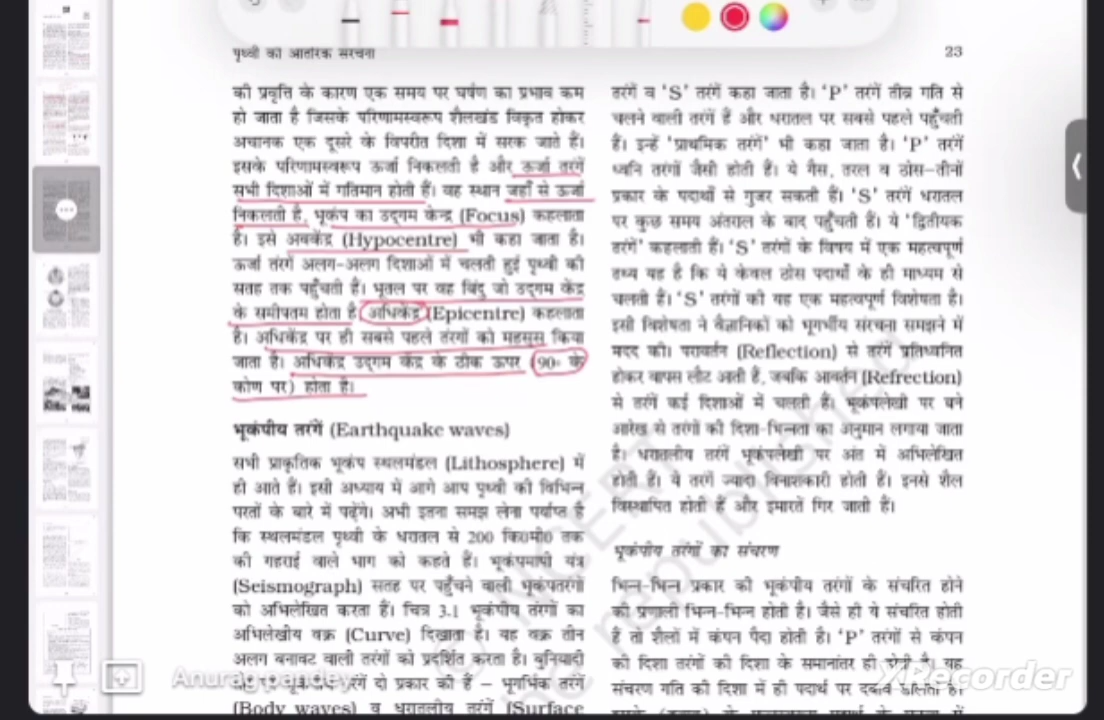 पृथ्वी की आंतरिक संरचना
23
की प्रवृत्ति के कारण एक समय पर घर्षण का प्रभाव कम
हो जाता है जिसके परिणामस्वरूप शैलखंड विकृत होकर
अचानक एक दूसरे के विपरीत दिशा में सरक जाते हैं।
इसके परिणामस्वरूप ऊर्जा निकलती है और ऊर्जा तरंगें
सभी दिशाओं में गतिमान होती हैं। वह स्थान जहाँ से ऊर्जा
निकलती है, भूकंप का उद्गम केन्द्र (Focus) कहलाता
है। इसे अवकेंद्र (Hypocentre) भी कहा जाता है।
ऊर्जा तरंगें अलग-अलग दिशाओं में चलती हुई पृथ्वी की
सतह तक पहुँचती हैं। भूतल पर वह बिंदु जो उद्गम केंद्र
के समीपतम होता है अधिकेंद्र (Epicentre) कहलाता
है। अधिकेंद्र पर ही सबसे पहले तरंगों को महसूस किया
जाता है। अधिकेंद्र उद्गम केंद्र के ठीक ऊपर (90° के
कोण पर) होता है।
भूकंपीय तरंगें (Earthquake waves)
सभी प्राकृतिक भूकंप स्थलमंडल (Lithosphere) में
ही आते हैं। इसी अध्याय में आगे आप पृथ्वी की विभिन्न
परतों के बारे में पढ़ेंगे। अभी इतना समझ लेना पर्याप्त है
कि स्थलमंडल पृथ्वी के धरातल से 200 कि०मी० तक
की गहराई वाले भाग को कहते हैं। भूकंपमापी यंत्र
(Seismograph) सतह पर पहुँचने वाली भूकंपतरंगों
को अभिलेखित करता है। चित्र 3.1 भूकंपीय तरंगों का
अभिलेखीय वक्र (Curve) दिखाता है। यह वक्र तीन
अलग बनावट वाली तरंगों को प्रदर्शित करता है। बुनियादी
तरंगें दो प्रकार की हैं – भूगर्भिक तरंगें
(Body waves) व धरातलीय तरंगें (Surface
तरंगें व 'S' तरंगें कहा जाता है। 'P' तरंगें तीव्र गति से
चलने वाली तरंगें हैं और धरातल पर सबसे पहले पहुँचती
हैं। इन्हें 'प्राथमिक तरंगें' भी कहा जाता है। 'P' तरंगें
ध्वनि तरंगों जैसी होती हैं। ये गैस, तरल व ठोस-तीनों
प्रकार के पदार्थों से गुजर सकती हैं। 'S' तरंगें धरातल
पर कुछ समय अंतराल के बाद पहुँचती हैं। ये 'द्वितीयक
तरंगें' कहलाती हैं। 'S' तरंगों के विषय में एक महत्वपूर्ण
तथ्य यह है कि ये केवल ठोस पदार्थों के ही माध्यम से
चलती हैं। 'S' तरंगों की यह एक महत्वपूर्ण विशेषता है।
इसी विशेषता ने वैज्ञानिकों को भूगर्भीय संरचना समझने में
मदद की। परावर्तन (Reflection) से तरंगें प्रतिध्वनित
होकर वापस लौट आती हैं, जबकि आवर्तन (Refrection)
से तरंगें कई दिशाओं में चलती हैं। भूकंपलेखी पर बने
आरेख से तरंगों की दिशा-भिन्नता का अनुमान लगाया जाता
है। धरातलीय तरंगें भूकंपलेखी पर अंत में अभिलेखित
होती हैं। ये तरंगें ज्यादा विनाशकारी होती हैं। इनसे शैल
विस्थापित होती हैं और इमारतें गिर जाती हैं।
भूकंपीय तरंगों का संचरण
भिन्न-भिन्न प्रकार की भूकंपीय तरंगों के संचरित होने
की प्रणाली भिन्न-भिन्न होती है। जैसे ही ये संचरित होती
हैं तो शैलों में कंपन पैदा होती है। 'P' तरंगों से कंपन
की दिशा तरंगों की दिशा के समानांतर ही होती है। यह
संचरण गति की दिशा में ही पदार्थ पर दबाव डालती है।
© NCERT
republished
Anurag pandey
XRecorder